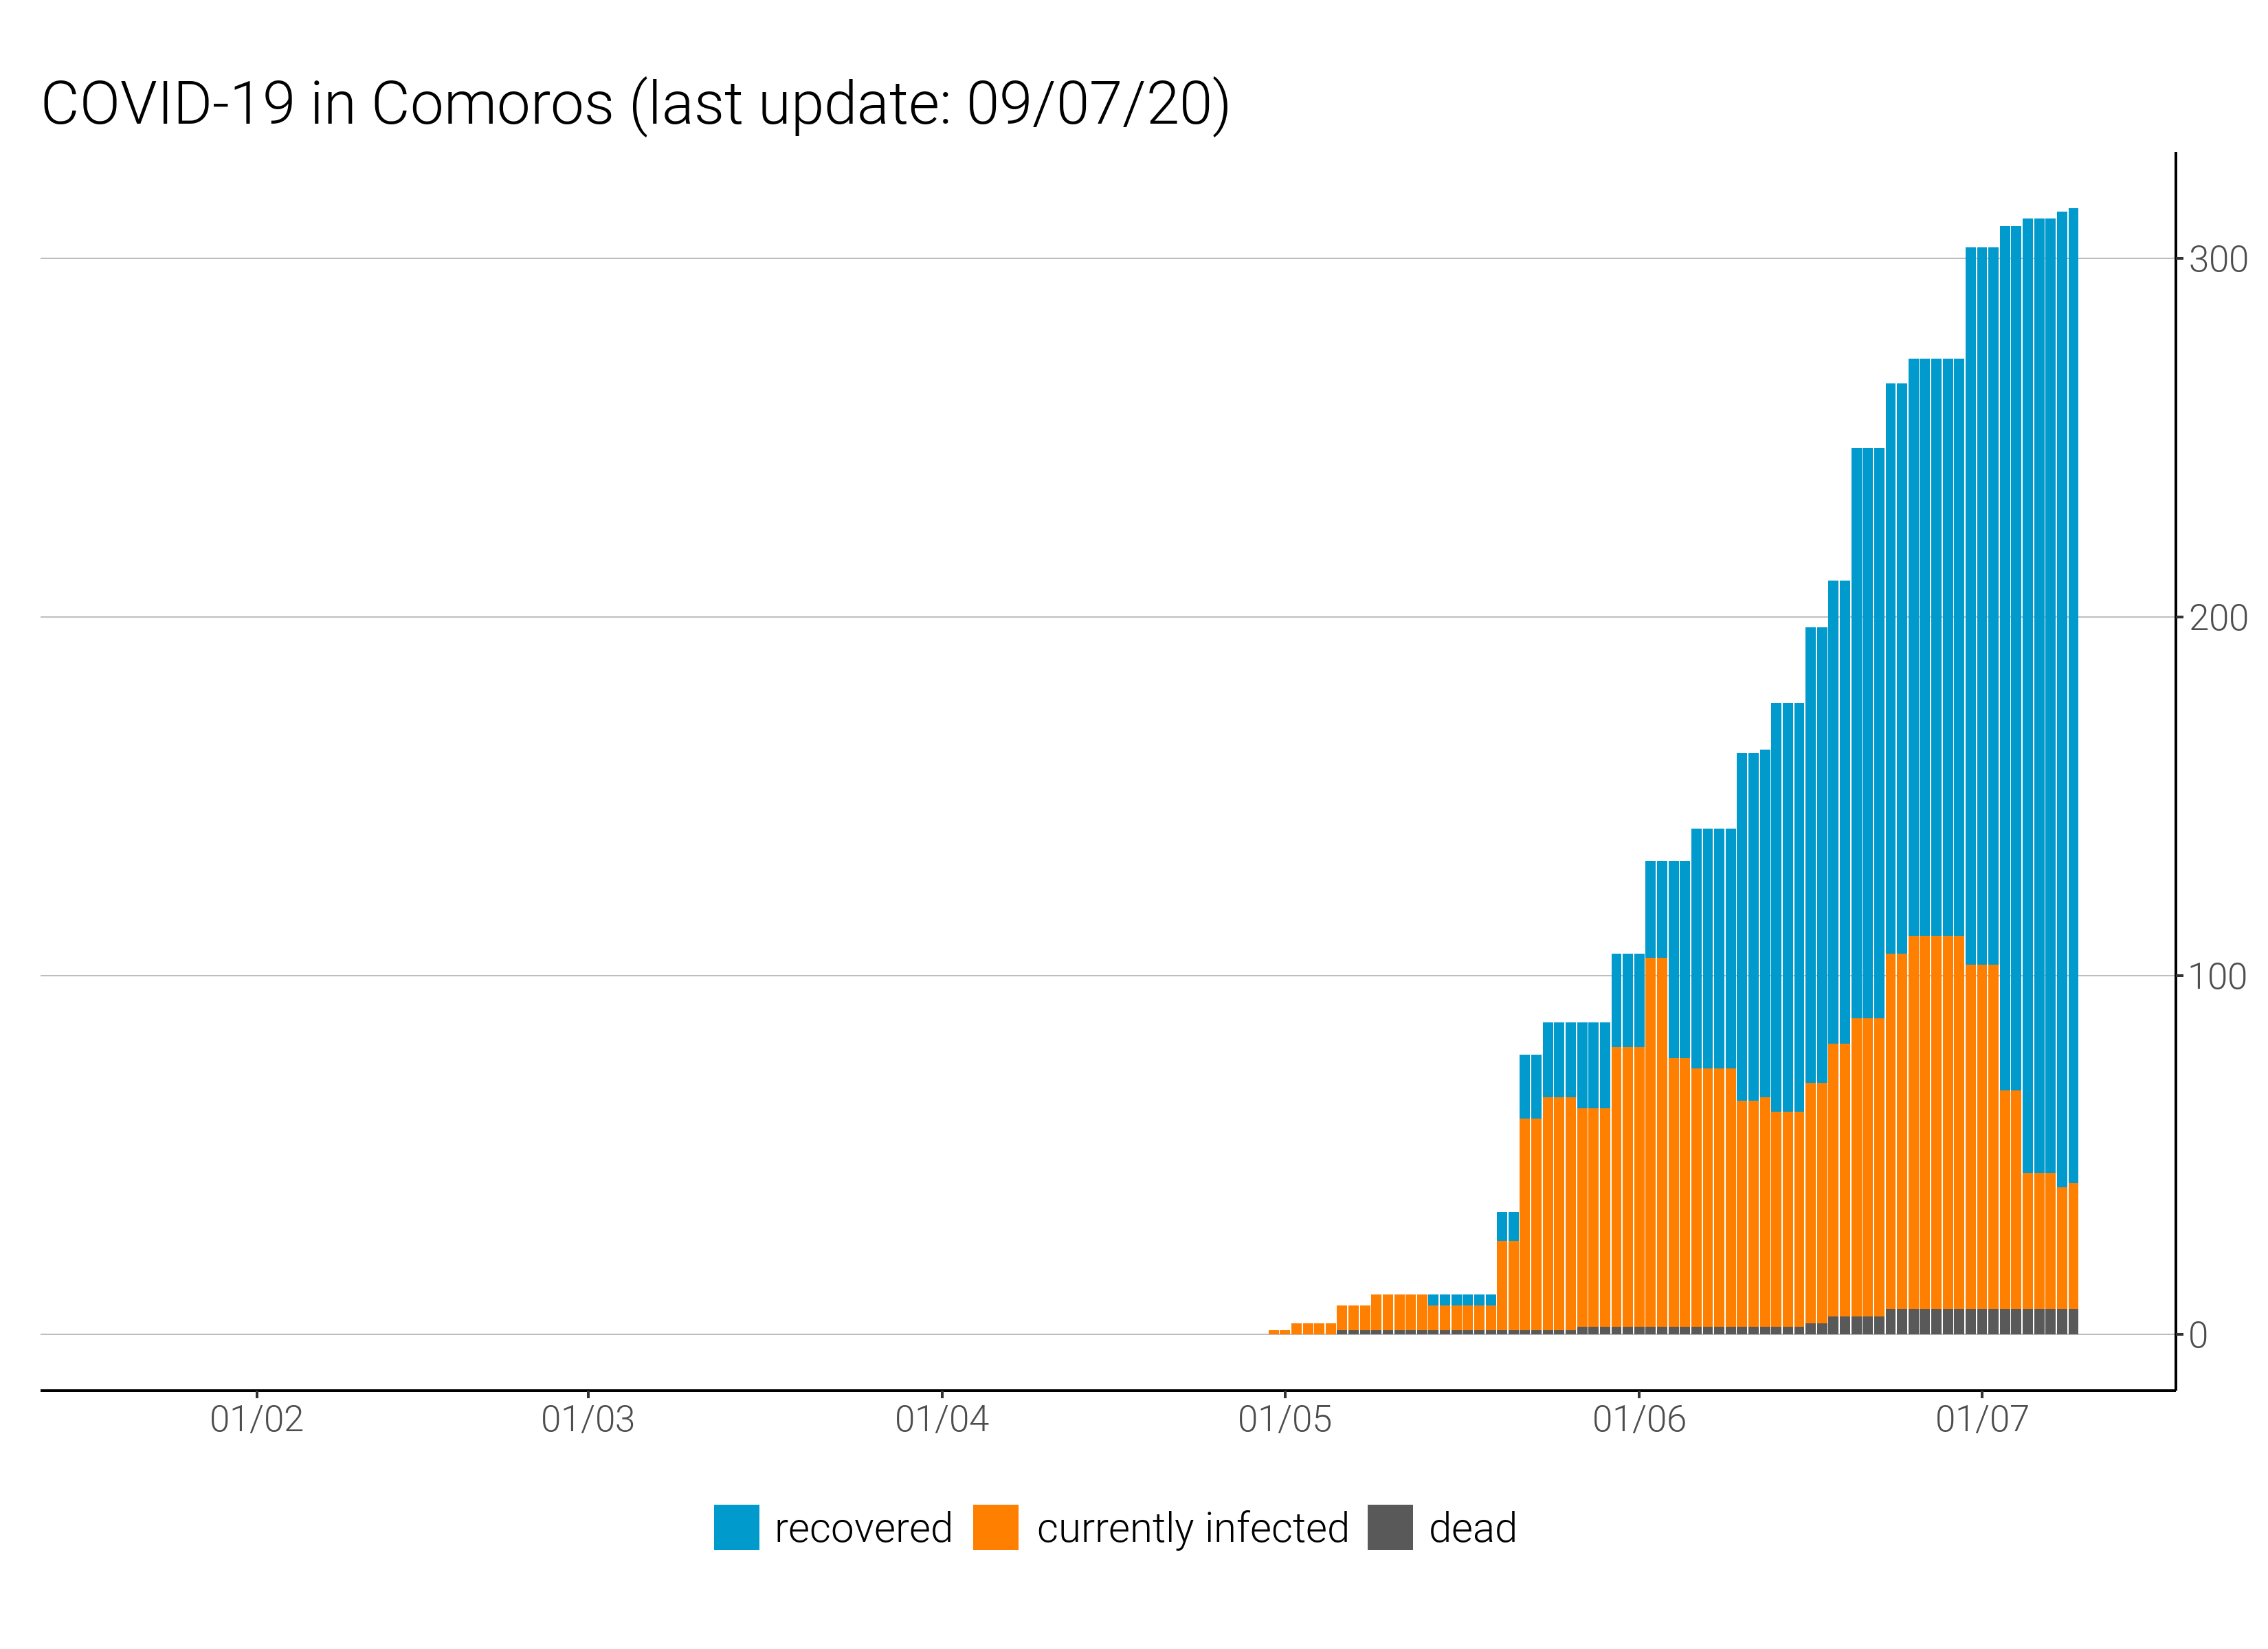 COVID-19 in Comoros (last update: 09/07/20)
300
200
100
0
01/02 01/03 01/04 01/05 01/06 01/07
recovered currently infected dead